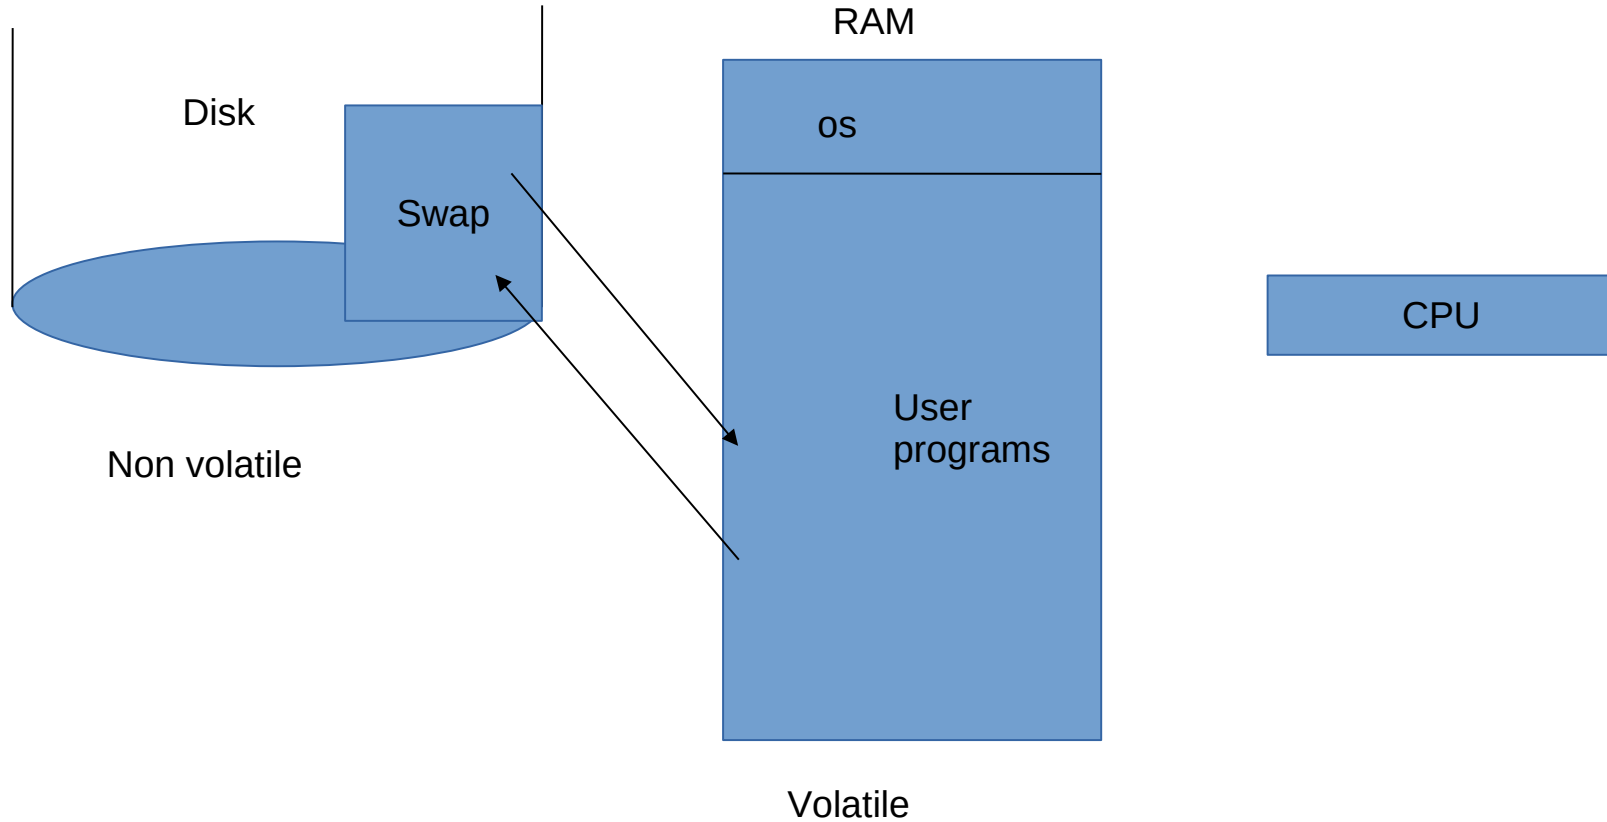 RAM
Disk
os
Swap
CPU
User
programs
Non volatile
Volatile